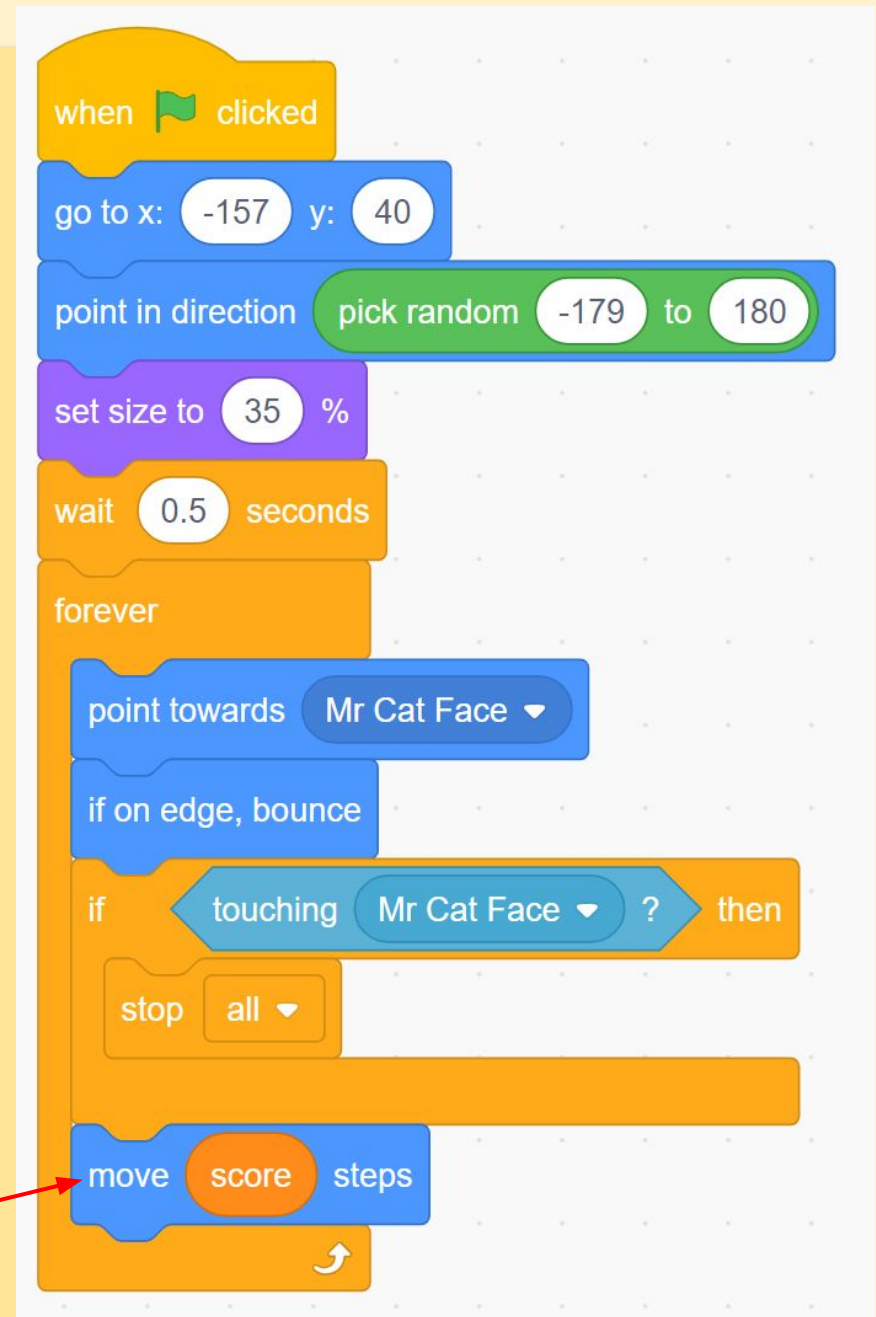 when clicked
go to x: -157 y: 40
point in direction pick random -179 to 180
set size to 35 %
wait 0.5 seconds
forever
point towards Mr Cat Face
if on edge, bounce
if touching Mr Cat Face ? then
stop all
move score steps